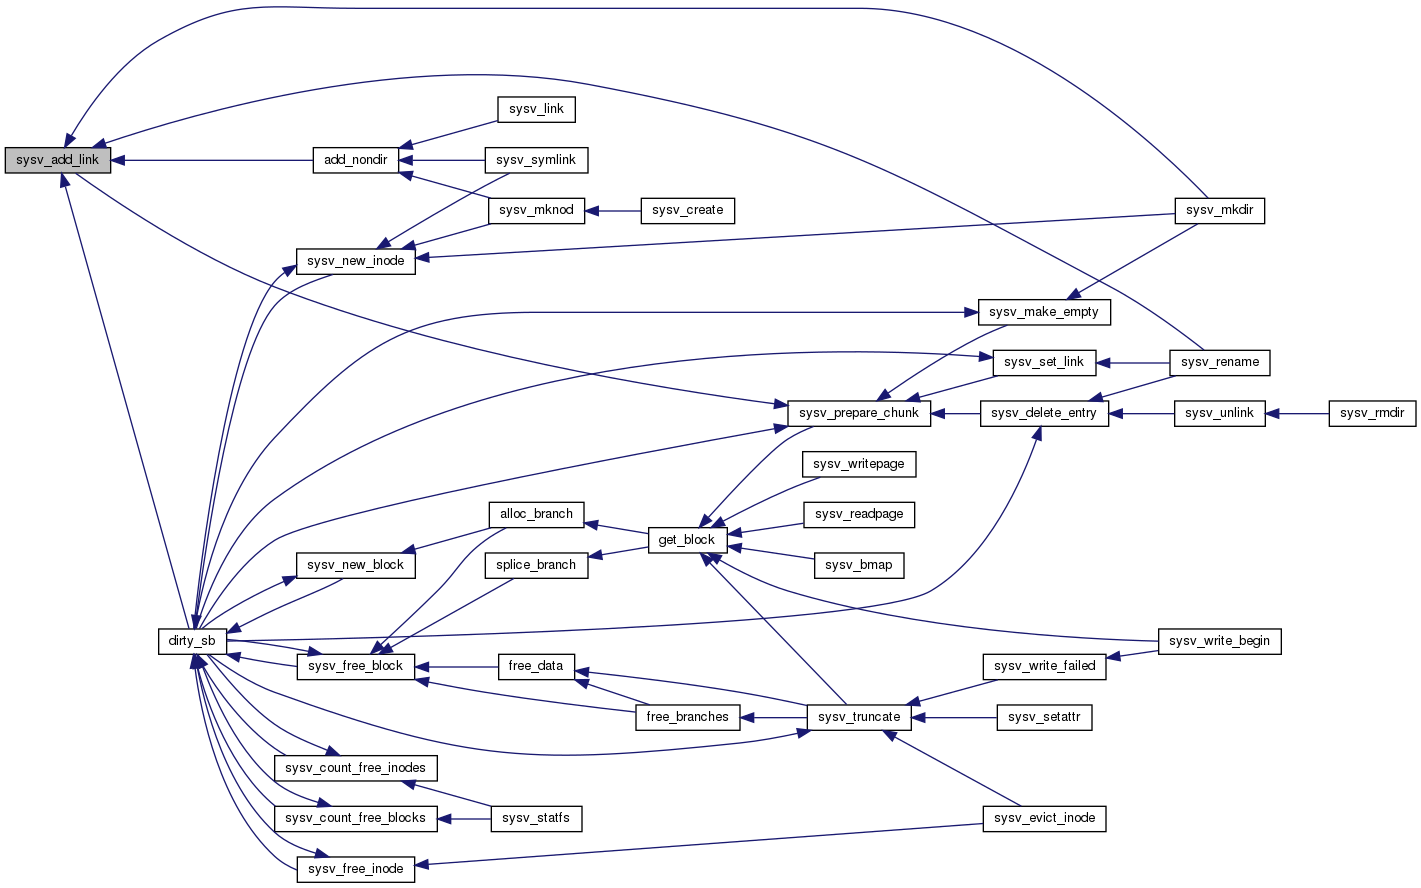 sysv_link
sysv_add_link
add_nondir
sysv_symlink
sysv_mknod
sysv_create
sysv_mkdir
sysv_new_inode
sysv_make_empty
sysv_set_link
sysv_rename
sysv_prepare_chunk
sysv_delete_entry
sysv_unlink
sysv_rmdir
sysv_writepage
alloc_branch
sysv_readpage
get_block
sysv_new_block
splice_branch
sysv_bmap
dirty_sb
sysv_write_begin
sysv_free_block
free_data
sysv_write_failed
free_branches
sysv_truncate
sysv_setattr
sysv_count_free_inodes
sysv_count_free_blocks
sysv_statfs
sysv_evict_inode
sysv_free_inode